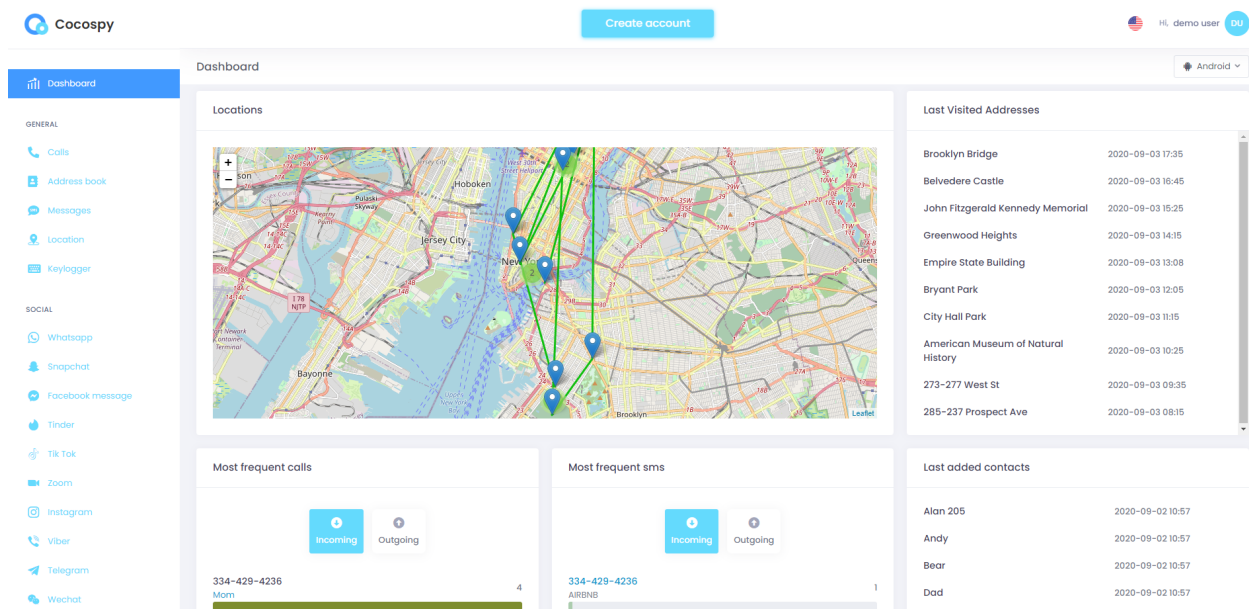 Cocospy
Create account
Hi, demo user DU
Dashboard
Dashboard
Android
GENERAL
Calls
Address book
Messages
Location
Keylogger
SOCIAL
Whatsapp
Snapchat
Facebook message
Tinder
Tik Tok
Zoom
Instagram
Viber
Telegram
Wechat
Locations
+
−
Hoboken
Pulaski
Skyway
Jersey City
I 78
NJTP
Bayonne
Brooklyn
2
Leaflet
Last Visited Addresses
Brooklyn Bridge 2020-09-03 17:35
Belvedere Castle 2020-09-03 16:45
John Fitzgerald Kennedy Memorial 2020-09-03 15:25
Greenwood Heights 2020-09-03 14:15
Empire State Building 2020-09-03 13:08
Bryant Park 2020-09-03 12:05
City Hall Park 2020-09-03 11:15
American Museum of Natural
History 2020-09-03 10:25
273-277 West St 2020-09-03 09:35
285-237 Prospect Ave 2020-09-03 08:15
Most frequent calls
Incoming
Outgoing
334-429-4236 4
Mom
Most frequent sms
Incoming
Outgoing
334-429-4236 1
AIRBNB
Last added contacts
Alan 205 2020-09-02 10:57
Andy 2020-09-02 10:57
Bear 2020-09-02 10:57
Dad 2020-09-02 10:57